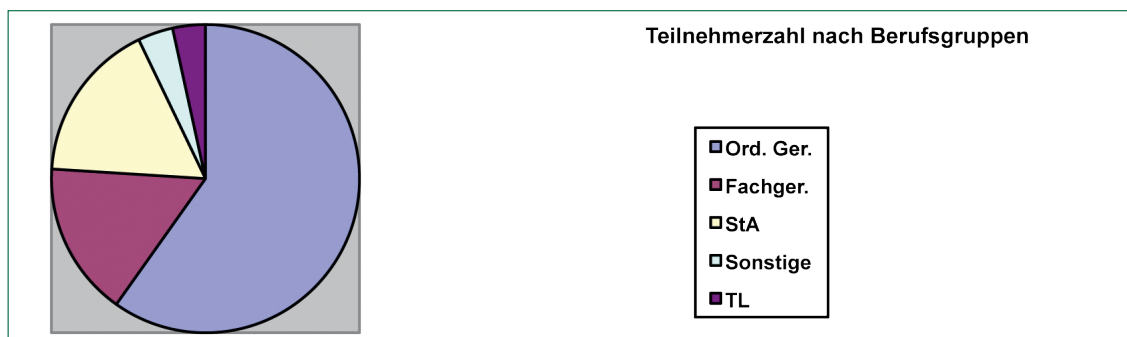 Teilnehmerzahl nach Berufsgruppen
Ord. Ger.
Fachger.
StA
Sonstige
TL